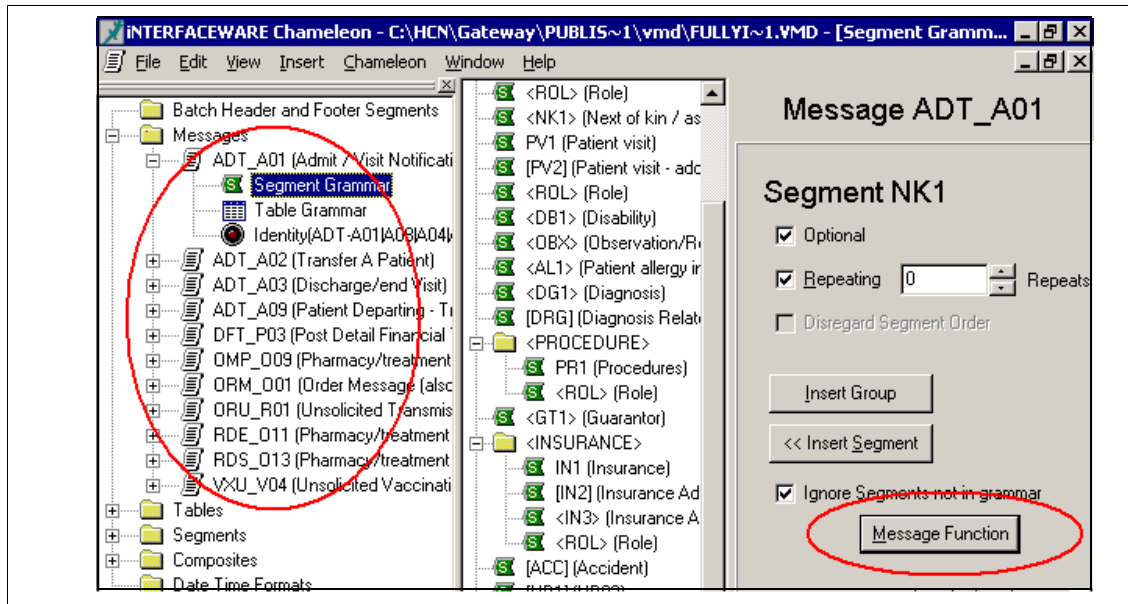 iNTERFACEWARE Chameleon - C:\HCN\Gateway\PUBLIS~1\vmd\FULLYI~1.VMD - [Segment Gramm...
File Edit View Insert Chameleon Window Help
Batch Header and Footer Segments
Messages
ADT_A01 (Admit / Visit Notificati
Segment Grammar
Table Grammar
Identity(ADT-A01|A08|A04|
ADT_A02 (Transfer A Patient)
ADT_A03 (Discharge/end Visit)
ADT_A09 (Patient Departing - Tr
DFT_P03 (Post Detail Financial
OMP_O09 (Pharmacy/treatment
ORM_O01 (Order Message (also
ORU_R01 (Unsolicited Transmis
RDE_O11 (Pharmacy/treatment
RDS_O13 (Pharmacy/treatment
VXU_V04 (Unsolicited Vaccinati
Tables
Segments
Composites
Date Time Formats
<ROL> (Role)
<NK1> (Next of kin / as
PV1 (Patient visit)
[PV2] (Patient visit - add
<ROL> (Role)
<DB1> (Disability)
<OBX> (Observation/R
<AL1> (Patient allergy ir
<DG1> (Diagnosis)
[DRG] (Diagnosis Relat
<PROCEDURE>
PR1 (Procedures)
<ROL> (Role)
<GT1> (Guarantor)
<INSURANCE>
IN1 (Insurance)
[IN2] (Insurance Ad
<IN3> (Insurance A
<ROL> (Role)
[ACC] (Accident)
Message ADT_A01
Segment NK1
Optional
Repeating 0 Repeats
Disregard Segment Order
Insert Group
<< Insert Segment
Ignore Segments not in grammar
Message Function